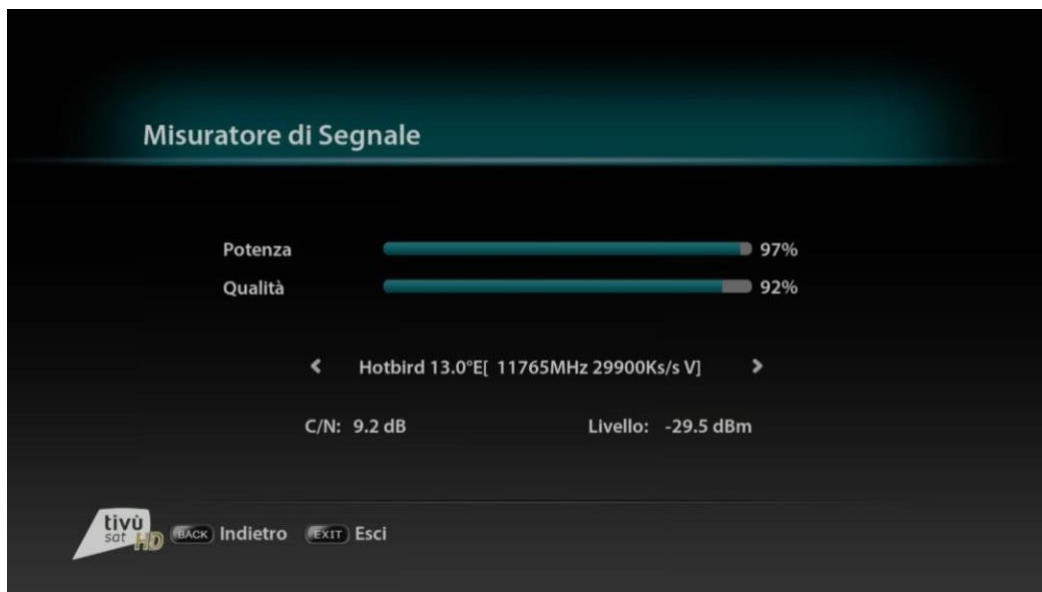 Misuratore di Segnale
Potenza 97%
Qualità 92%
Hotbird 13.0°E[ 11765MHz 29900Ks/s V]
C/N: 9.2 dB Livello: -29.5 dBm
tivù
sat HD
BACK Indietro EXIT Esci